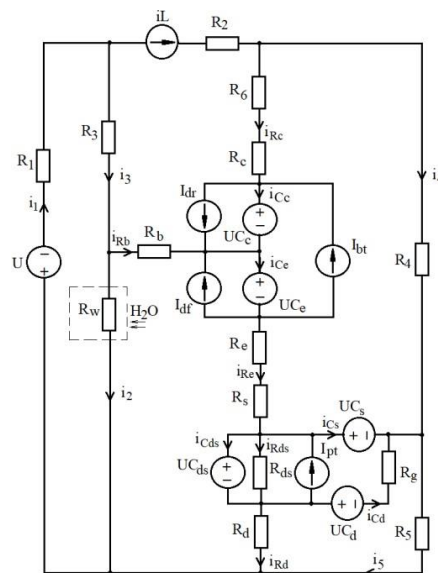 iL
R2
R6
R3
iRc
R1
Rc
i3
i1
Idr
iCc
iRb
Rb
UCc
Ibt
iCe
R4
U
Idf
UCe
Rw
H2O
Re
iRe
i2
Rs
UCs
iCs
iCds
iRds
Ipt
UCds
Rds
Rg
UCd
iCd
Rd
R5
iRd
i5